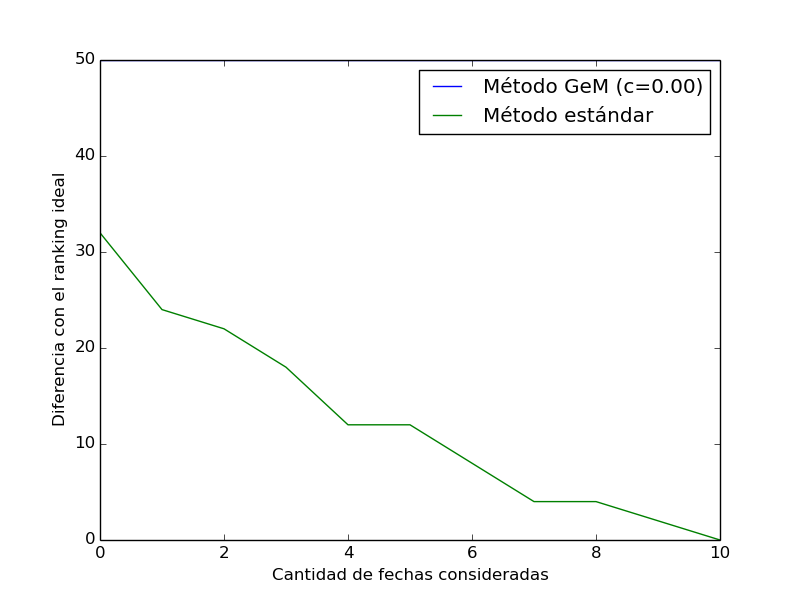 50
40
30
20
10
0
Diferencia con el ranking ideal
Método GeM (c=0.00)
Método estándar
0 2 4 6 8 10
Cantidad de fechas consideradas